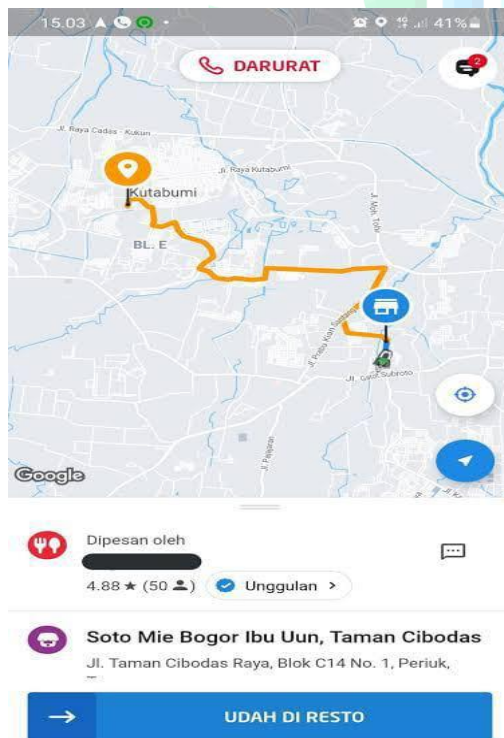 15.03
41%
DARURAT
2
Jl. Raya Cadas - Kukun
Jl. Raya Kutabumi
Kutabumi
Jl. Moh. Toha
BL. E
Jl. Prabu Kian Santang
Jl. Gatot Subroto
Jl. Pajajaran
Google
Dipesan oleh
4.88 ★ (50) Unggulan >
Soto Mie Bogor Ibu Uun, Taman Cibodas
Jl. Taman Cibodas Raya, Blok C14 No. 1, Periuk,
UDAH DI RESTO